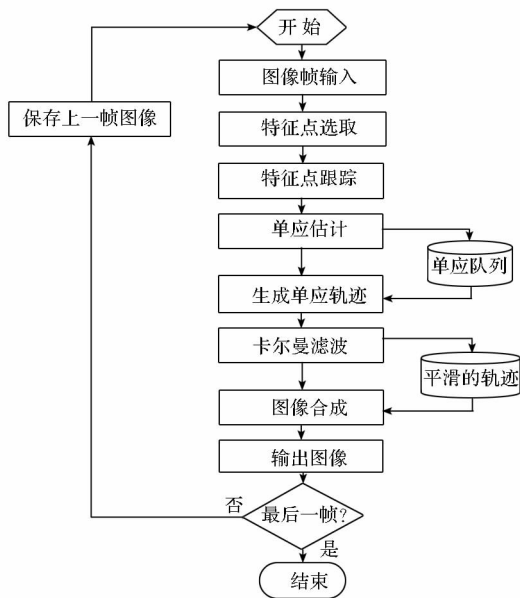 开始
图像帧输入
保存上一帧图像
特征点选取
特征点跟踪
单应估计
单应队列
生成单应轨迹
卡尔曼滤波
平滑的轨迹
图像合成
输出图像
否
最后一帧?
是
结束